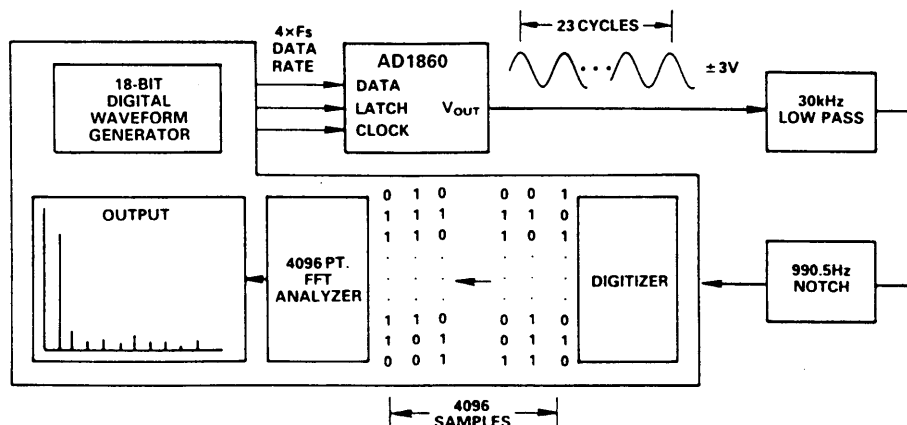 4×Fs
DATA
RATE
23 CYCLES
±3V
18-BIT
DIGITAL
WAVEFORM
GENERATOR
AD1860
DATA
LATCH
CLOCK
VOUT
30kHz
LOW PASS
OUTPUT
4096 PT.
FFT
ANALYZER
0 1 0
1 1 1
1 1 0
. . .
. . .
. . .
1 1 0
1 0 1
0 0 1
0 0 1
1 1 0
1 0 1
. . .
. . .
. . .
0 1 0
0 1 1
1 1 0
DIGITIZER
990.5Hz
NOTCH
4096
SAMPLES